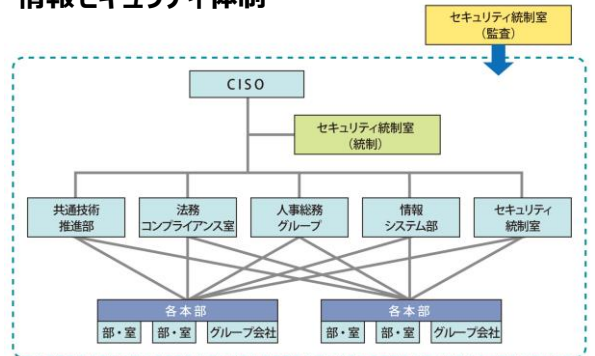 情報セキュリティ体制
セキュリティ統制室
（監査）
CISO
セキュリティ統制室
（統制）
共通技術
推進部
法務
コンプライアンス室
人事総務
グループ
情報
システム部
セキュリティ
統制室
各本部
部・室 部・室 グループ会社
各本部
部・室 部・室 グループ会社